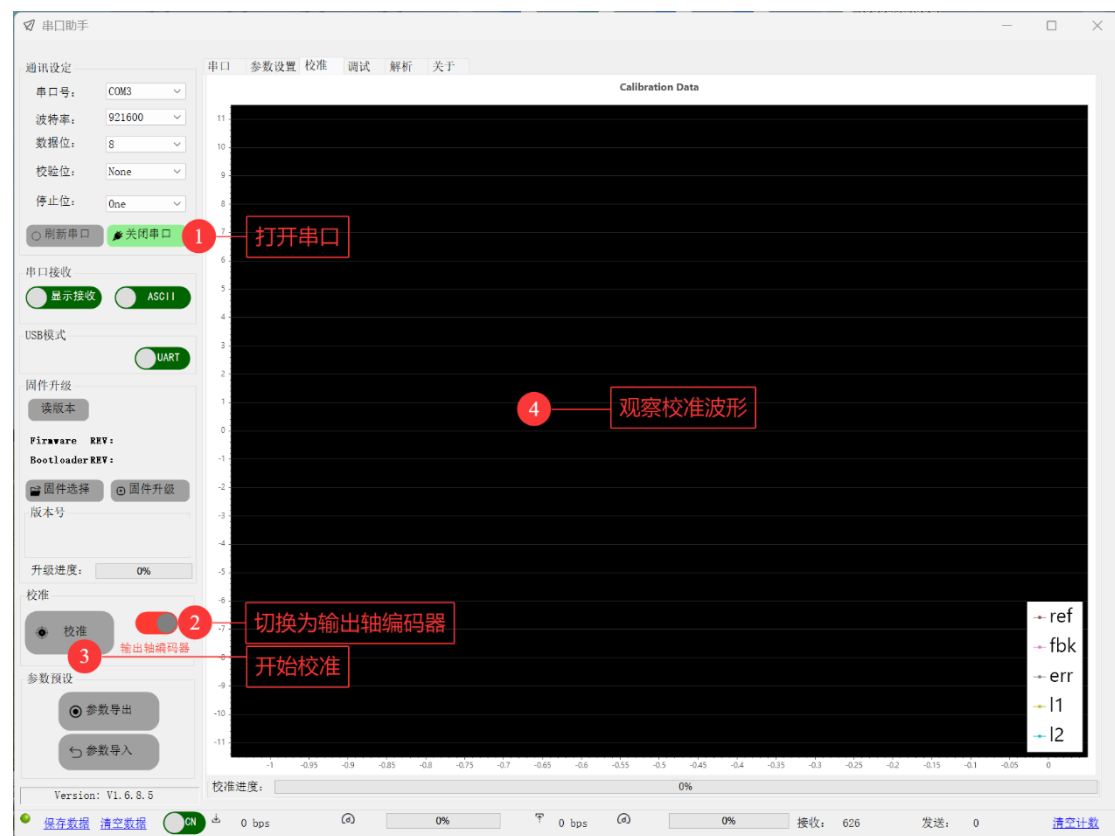 串口助手
通讯设定
串口号: COM3
波特率: 921600
数据位: 8
校验位: None
停止位: One
刷新串口 关闭串口
串口接收
显示接收 ASCII
USB模式
UART
固件升级
读版本
Firmware REV:
BootloaderREV:
固件选择 固件升级
版本号
升级进度: 0%
校准
校准
输出轴编码器
参数预设
参数导出
参数导入
Version: V1.6.8.5
串口 参数设置 校准 调试 解析 关于
Calibration Data
11
10
9
8
7
6
5
4
3
2
1
0
-1
-2
-3
-4
-5
-6
-7
-8
-9
-10
-11
1 打开串口
4 观察校准波形
2 切换为输出轴编码器
3 开始校准
ref
fbk
err
l1
l2
-1 -0.95 -0.9 -0.85 -0.8 -0.75 -0.7 -0.65 -0.6 -0.55 -0.5 -0.45 -0.4 -0.35 -0.3 -0.25 -0.2 -0.15 -0.1 -0.05 0
校准进度: 0%
保存数据 清空数据 CN 0 bps 0% 0 bps 0% 接收: 626 发送: 0 清空计数